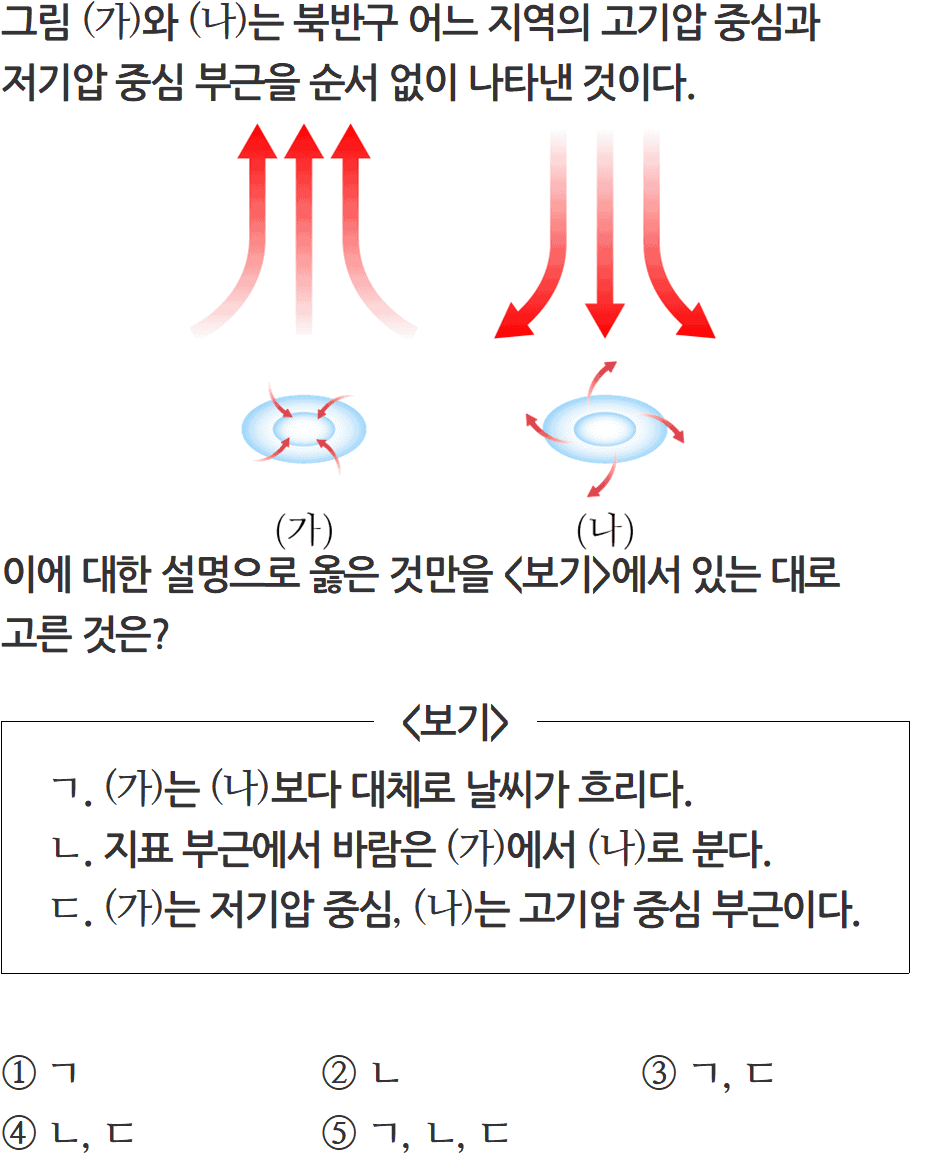 그림 (가)와 (나)는 북반구 어느 지역의 고기압 중심과
저기압 중심 부근을 순서 없이 나타낸 것이다.
(가) (나)
이에 대한 설명으로 옳은 것만을 <보기>에서 있는 대로
고른 것은?
<보기>
ㄱ. (가)는 (나)보다 대체로 날씨가 흐리다.
ㄴ. 지표 부근에서 바람은 (가)에서 (나)로 분다.
ㄷ. (가)는 저기압 중심, (나)는 고기압 중심 부근이다.
① ㄱ ② ㄴ ③ ㄱ, ㄷ
④ ㄴ, ㄷ ⑤ ㄱ, ㄴ, ㄷ